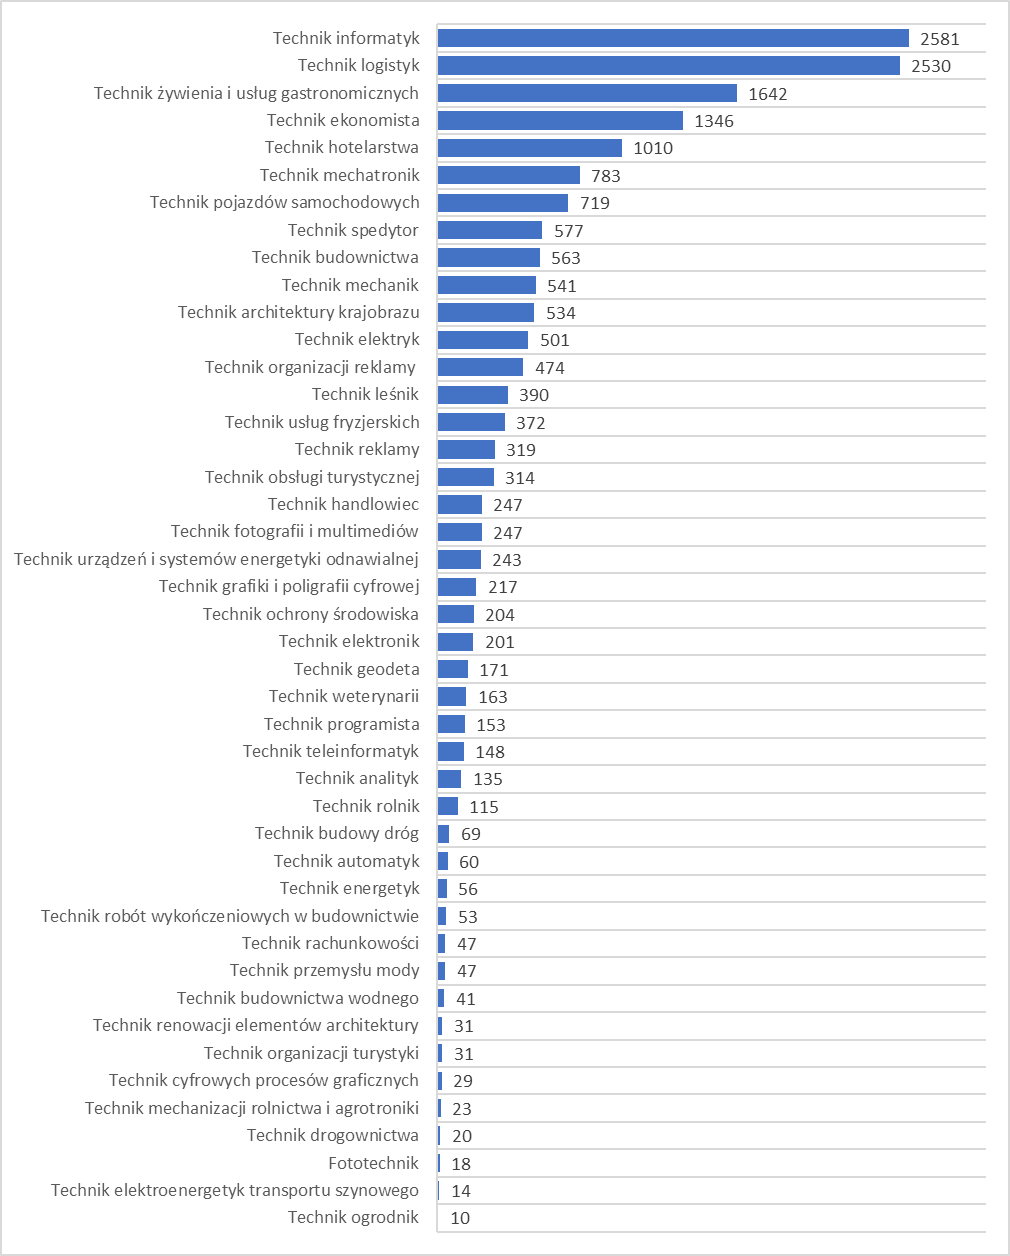 Technik informatyk 2581
Technik logistyk 2530
Technik żywienia i usług gastronomicznych 1642
Technik ekonomista 1346
Technik hotelarstwa 1010
Technik mechatronik 783
Technik pojazdów samochodowych 719
Technik spedytor 577
Technik budownictwa 563
Technik mechanik 541
Technik architektury krajobrazu 534
Technik elektryk 501
Technik organizacji reklamy 474
Technik leśnik 390
Technik usług fryzjerskich 372
Technik reklamy 319
Technik obsługi turystycznej 314
Technik handlowiec 247
Technik fotografii i multimediów 247
Technik urządzeń i systemów energetyki odnawialnej 243
Technik grafiki i poligrafii cyfrowej 217
Technik ochrony środowiska 204
Technik elektronik 201
Technik geodeta 171
Technik weterynarii 163
Technik programista 153
Technik teleinformatyk 148
Technik analityk 135
Technik rolnik 115
Technik budowy dróg 69
Technik automatyk 60
Technik energetyk 56
Technik robót wykończeniowych w budownictwie 53
Technik rachunkowości 47
Technik przemysłu mody 47
Technik budownictwa wodnego 41
Technik renowacji elementów architektury 31
Technik organizacji turystyki 31
Technik cyfrowych procesów graficznych 29
Technik mechanizacji rolnictwa i agrotroniki 23
Technik drogownictwa 20
Fototechnik 18
Technik elektroenergetyk transportu szynowego 14
Technik ogrodnik 10